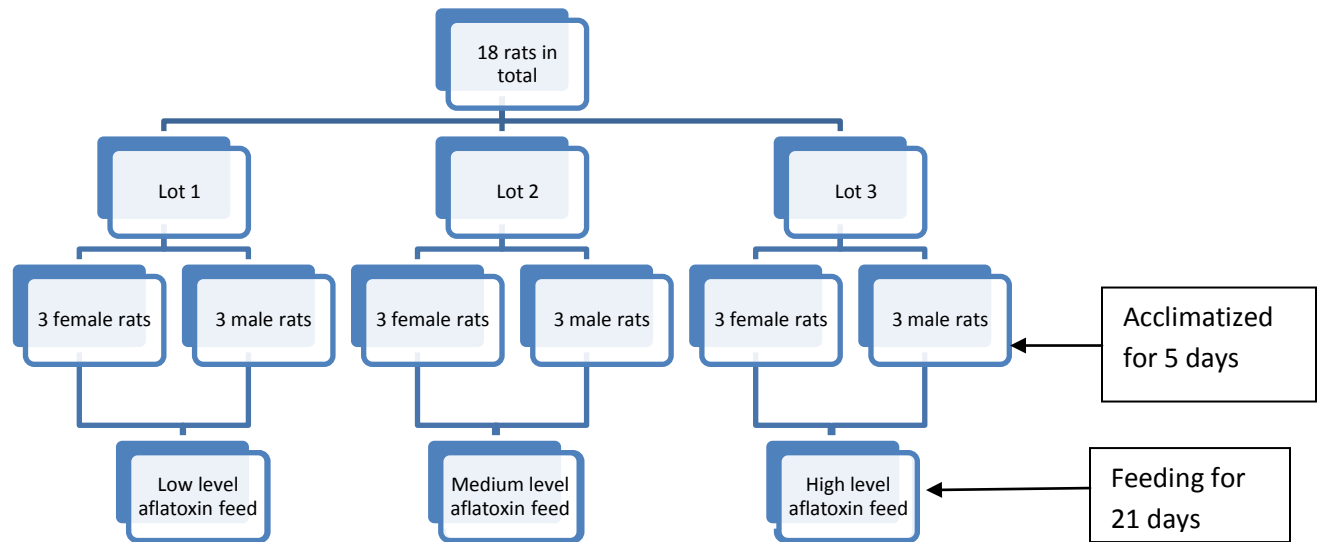 18 rats in
total
Lot 1
Lot 2
Lot 3
3 female rats
3 male rats
3 female rats
3 male rats
3 female rats
3 male rats
Acclimatized
for 5 days
Low level
aflatoxin feed
Medium level
aflatoxin feed
High level
aflatoxin feed
Feeding for
21 days